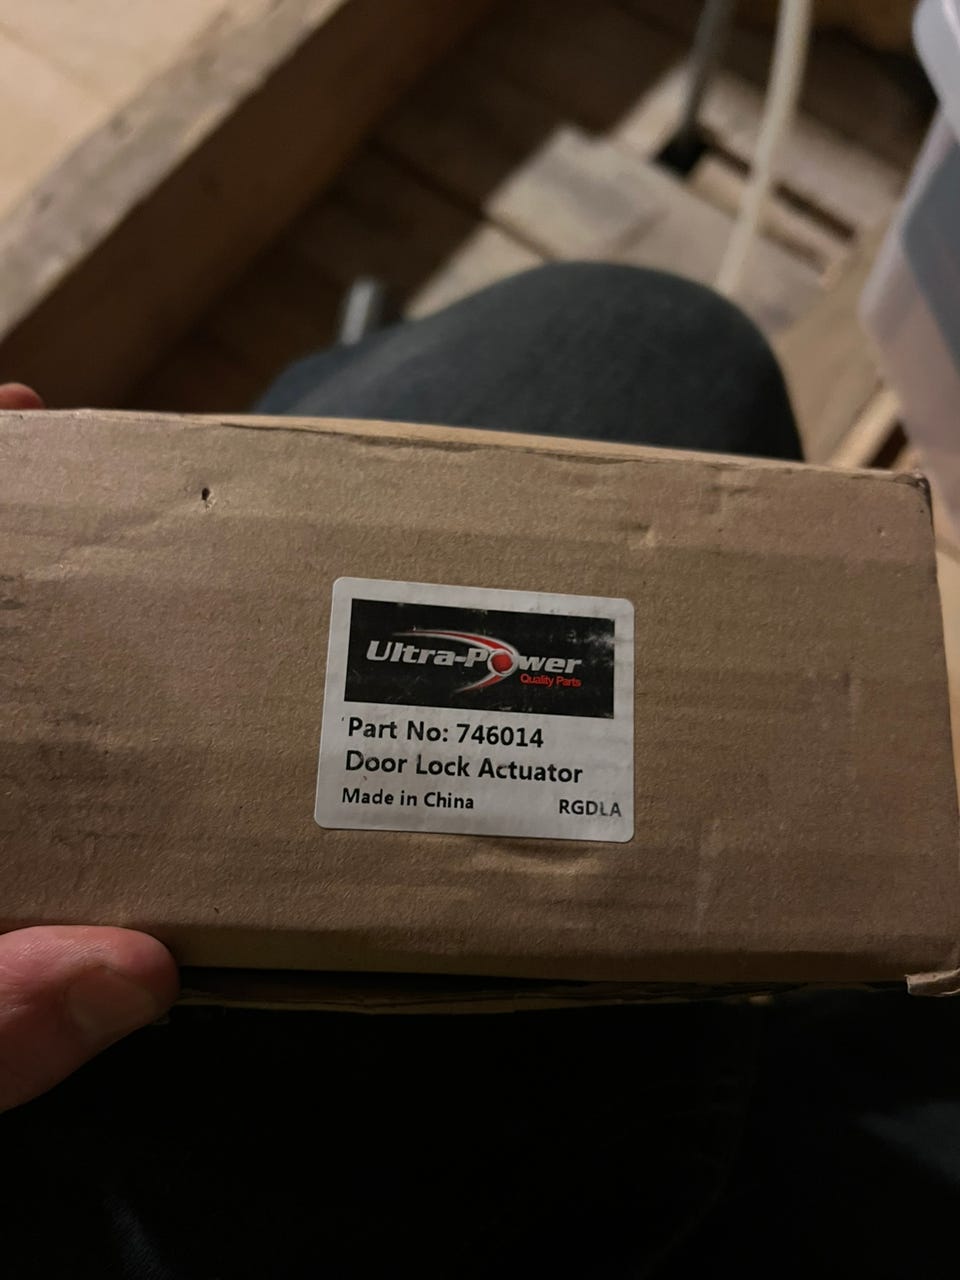 Ultra-Power
Quality Parts
Part No: 746014
Door Lock Actuator
Made in China
RGDLA